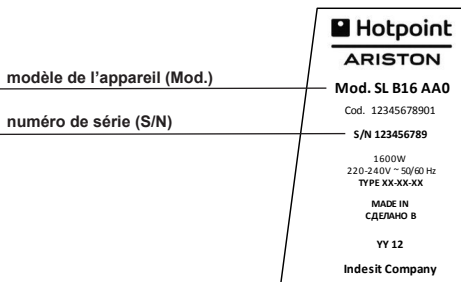 Hotpoint
ARISTON
modèle de l'appareil (Mod.)
Mod. SL B16 AA0
Cod. 12345678901
numéro de série (S/N)
S/N 123456789
1600W
220-240V ~ 50/60 Hz
TYPE XX-XX-XX
MADE IN
СДЕЛАНО В
YY 12
Indesit Company